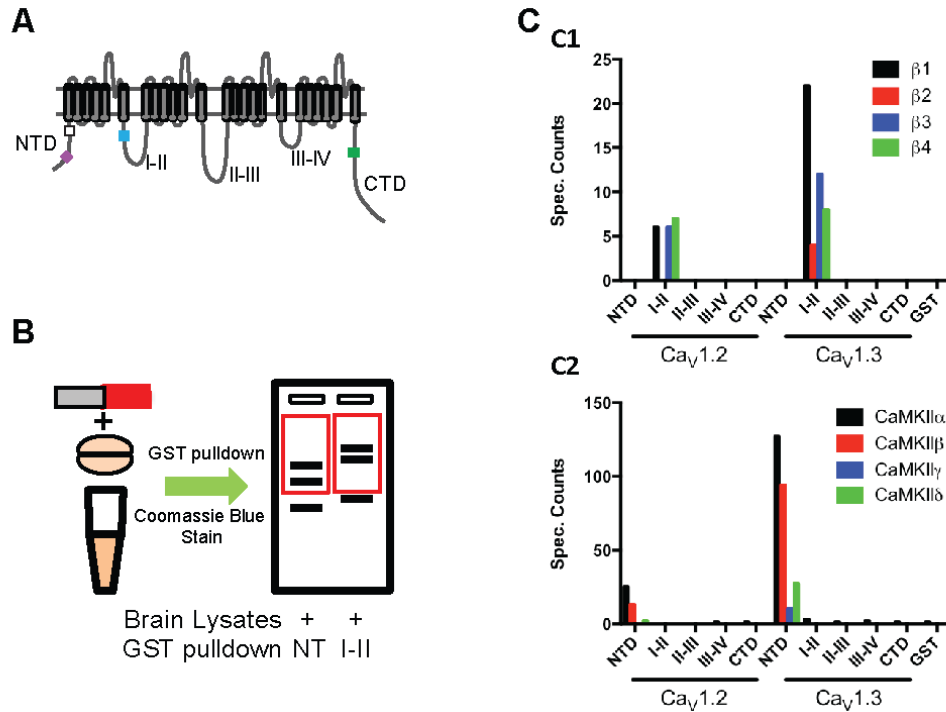 A
NTD
I-II
II-III
III-IV
CTD
B
+
GST pulldown
Coomassie Blue
Stain
Brain Lysates + +
GST pulldown NT I-II
C
C1
Spec. Counts
25
20
15
10
5
0
β1
β2
β3
β4
NTD I-II II-III III-IV CTD NTD I-II II-III III-IV CTD GST
CaV1.2 CaV1.3
C2
Spec. Counts
150
100
50
0
CaMKIIα
CaMKIIβ
CaMKIIγ
CaMKIIδ
NTD I-II II-III III-IV CTD NTD I-II II-III III-IV CTD GST
CaV1.2 CaV1.3